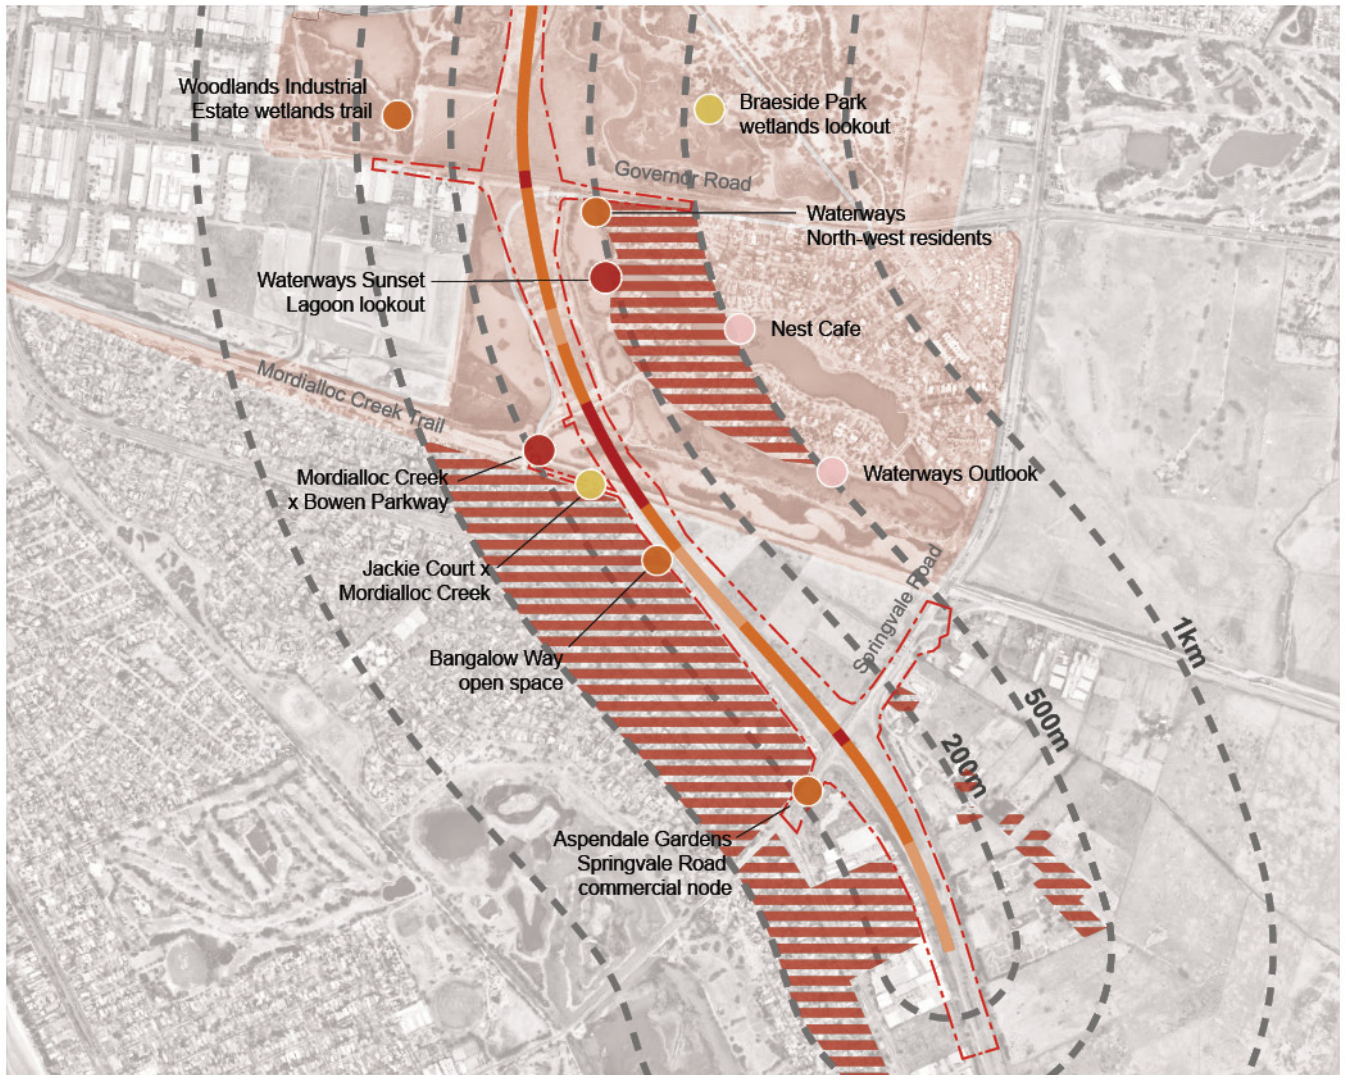 Woodlands Industrial
Estate wetlands trail
Braeside Park
wetlands lookout
Governor Road
Waterways
North-west residents
Waterways Sunset
Lagoon lookout
Nest Cafe
Mordialloc Creek Trail
Mordialloc Creek
x Bowen Parkway
Waterways Outlook
Jackie Court x
Mordialloc Creek
Springvale Road
Bangalow Way
open space
1km
500m
200m
Aspendale Gardens
Springvale Road
commercial node